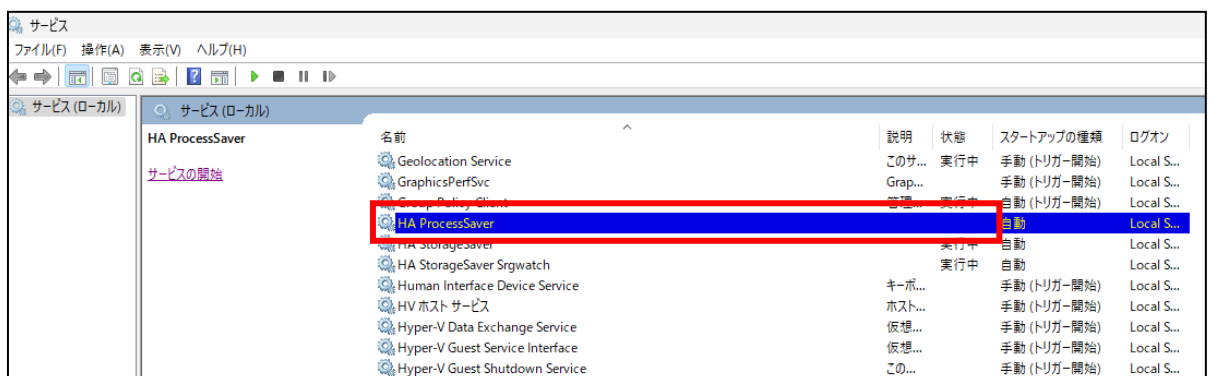 サービス
ファイル(F) 操作(A) 表示(V) ヘルプ(H)
サービス (ローカル)
サービス (ローカル)
HA ProcessSaver
サービスの開始
名前 説明 状態 スタートアップの種類 ログオン
Geolocation Service このサ... 実行中 手動 (トリガー開始) Local S...
GraphicsPerfSvc Grap... 手動 (トリガー開始) Local S...
Group Policy Client 管理... 実行中 自動 (トリガー開始) Local S...
HA ProcessSaver 自動 Local S...
HA StorageSaver 実行中 自動 Local S...
HA StorageSaver Srgwatch 実行中 自動 Local S...
Human Interface Device Service キーボ... 手動 (トリガー開始) Local S...
HV ホスト サービス ホスト... 手動 (トリガー開始) Local S...
Hyper-V Data Exchange Service 仮想... 手動 (トリガー開始) Local S...
Hyper-V Guest Service Interface 仮想... 手動 (トリガー開始) Local S...
Hyper-V Guest Shutdown Service この... 手動 (トリガー開始) Local S...